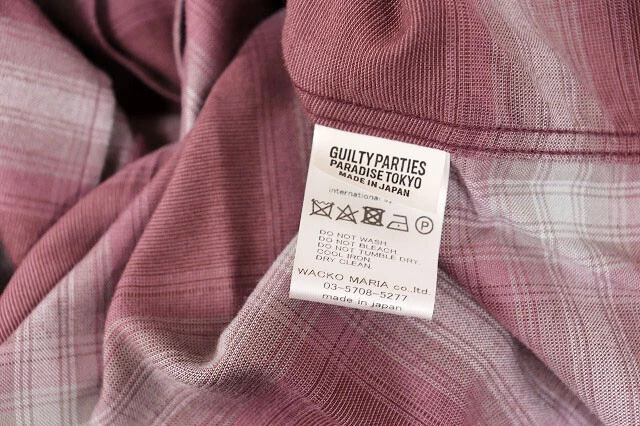 GUILTY PARTIES
PARADISE TOKYO
MADE IN JAPAN
international
P
DO NOT WASH.
DO NOT BLEACH.
DO NOT TUMBLE DRY.
COOL IRON.
DRY CLEAN.
WACKO MARIA co.,ltd.
03-5708-5277
made in japan